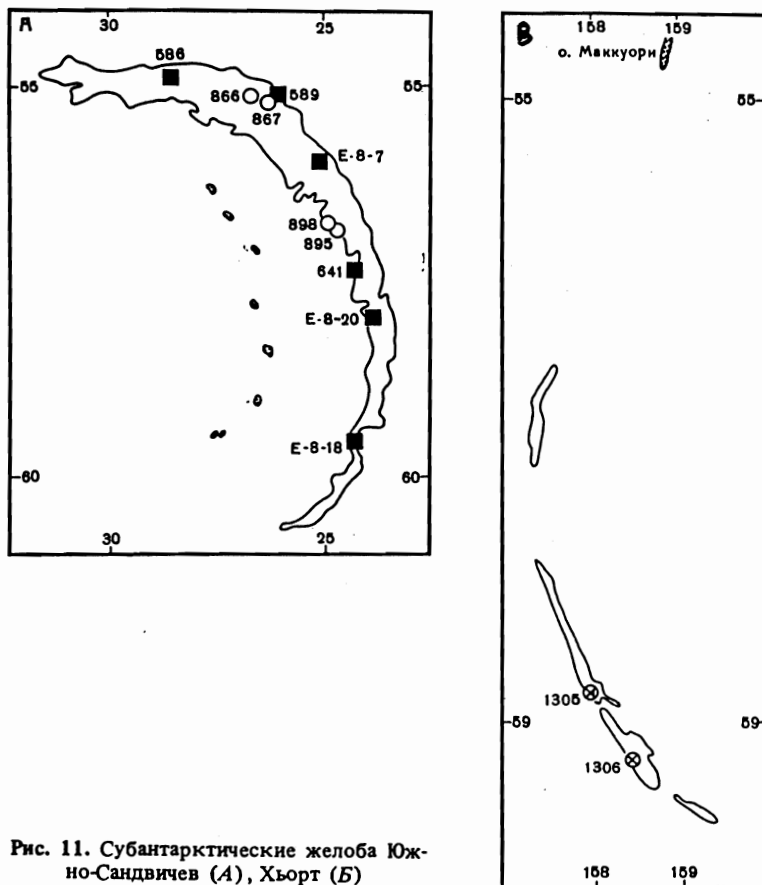 А
30 25
586
55 55
866 589
867
Е-8-7
898
895
641
Е-8-20
Е-8-18
60 60
30 25
Б
158 159
о. Маккуори
55 55
1305
59 59
1306
158 159
Рис. 11. Субантарктические желоба Юж-
но-Сандвичев (А), Хьорт (Б)